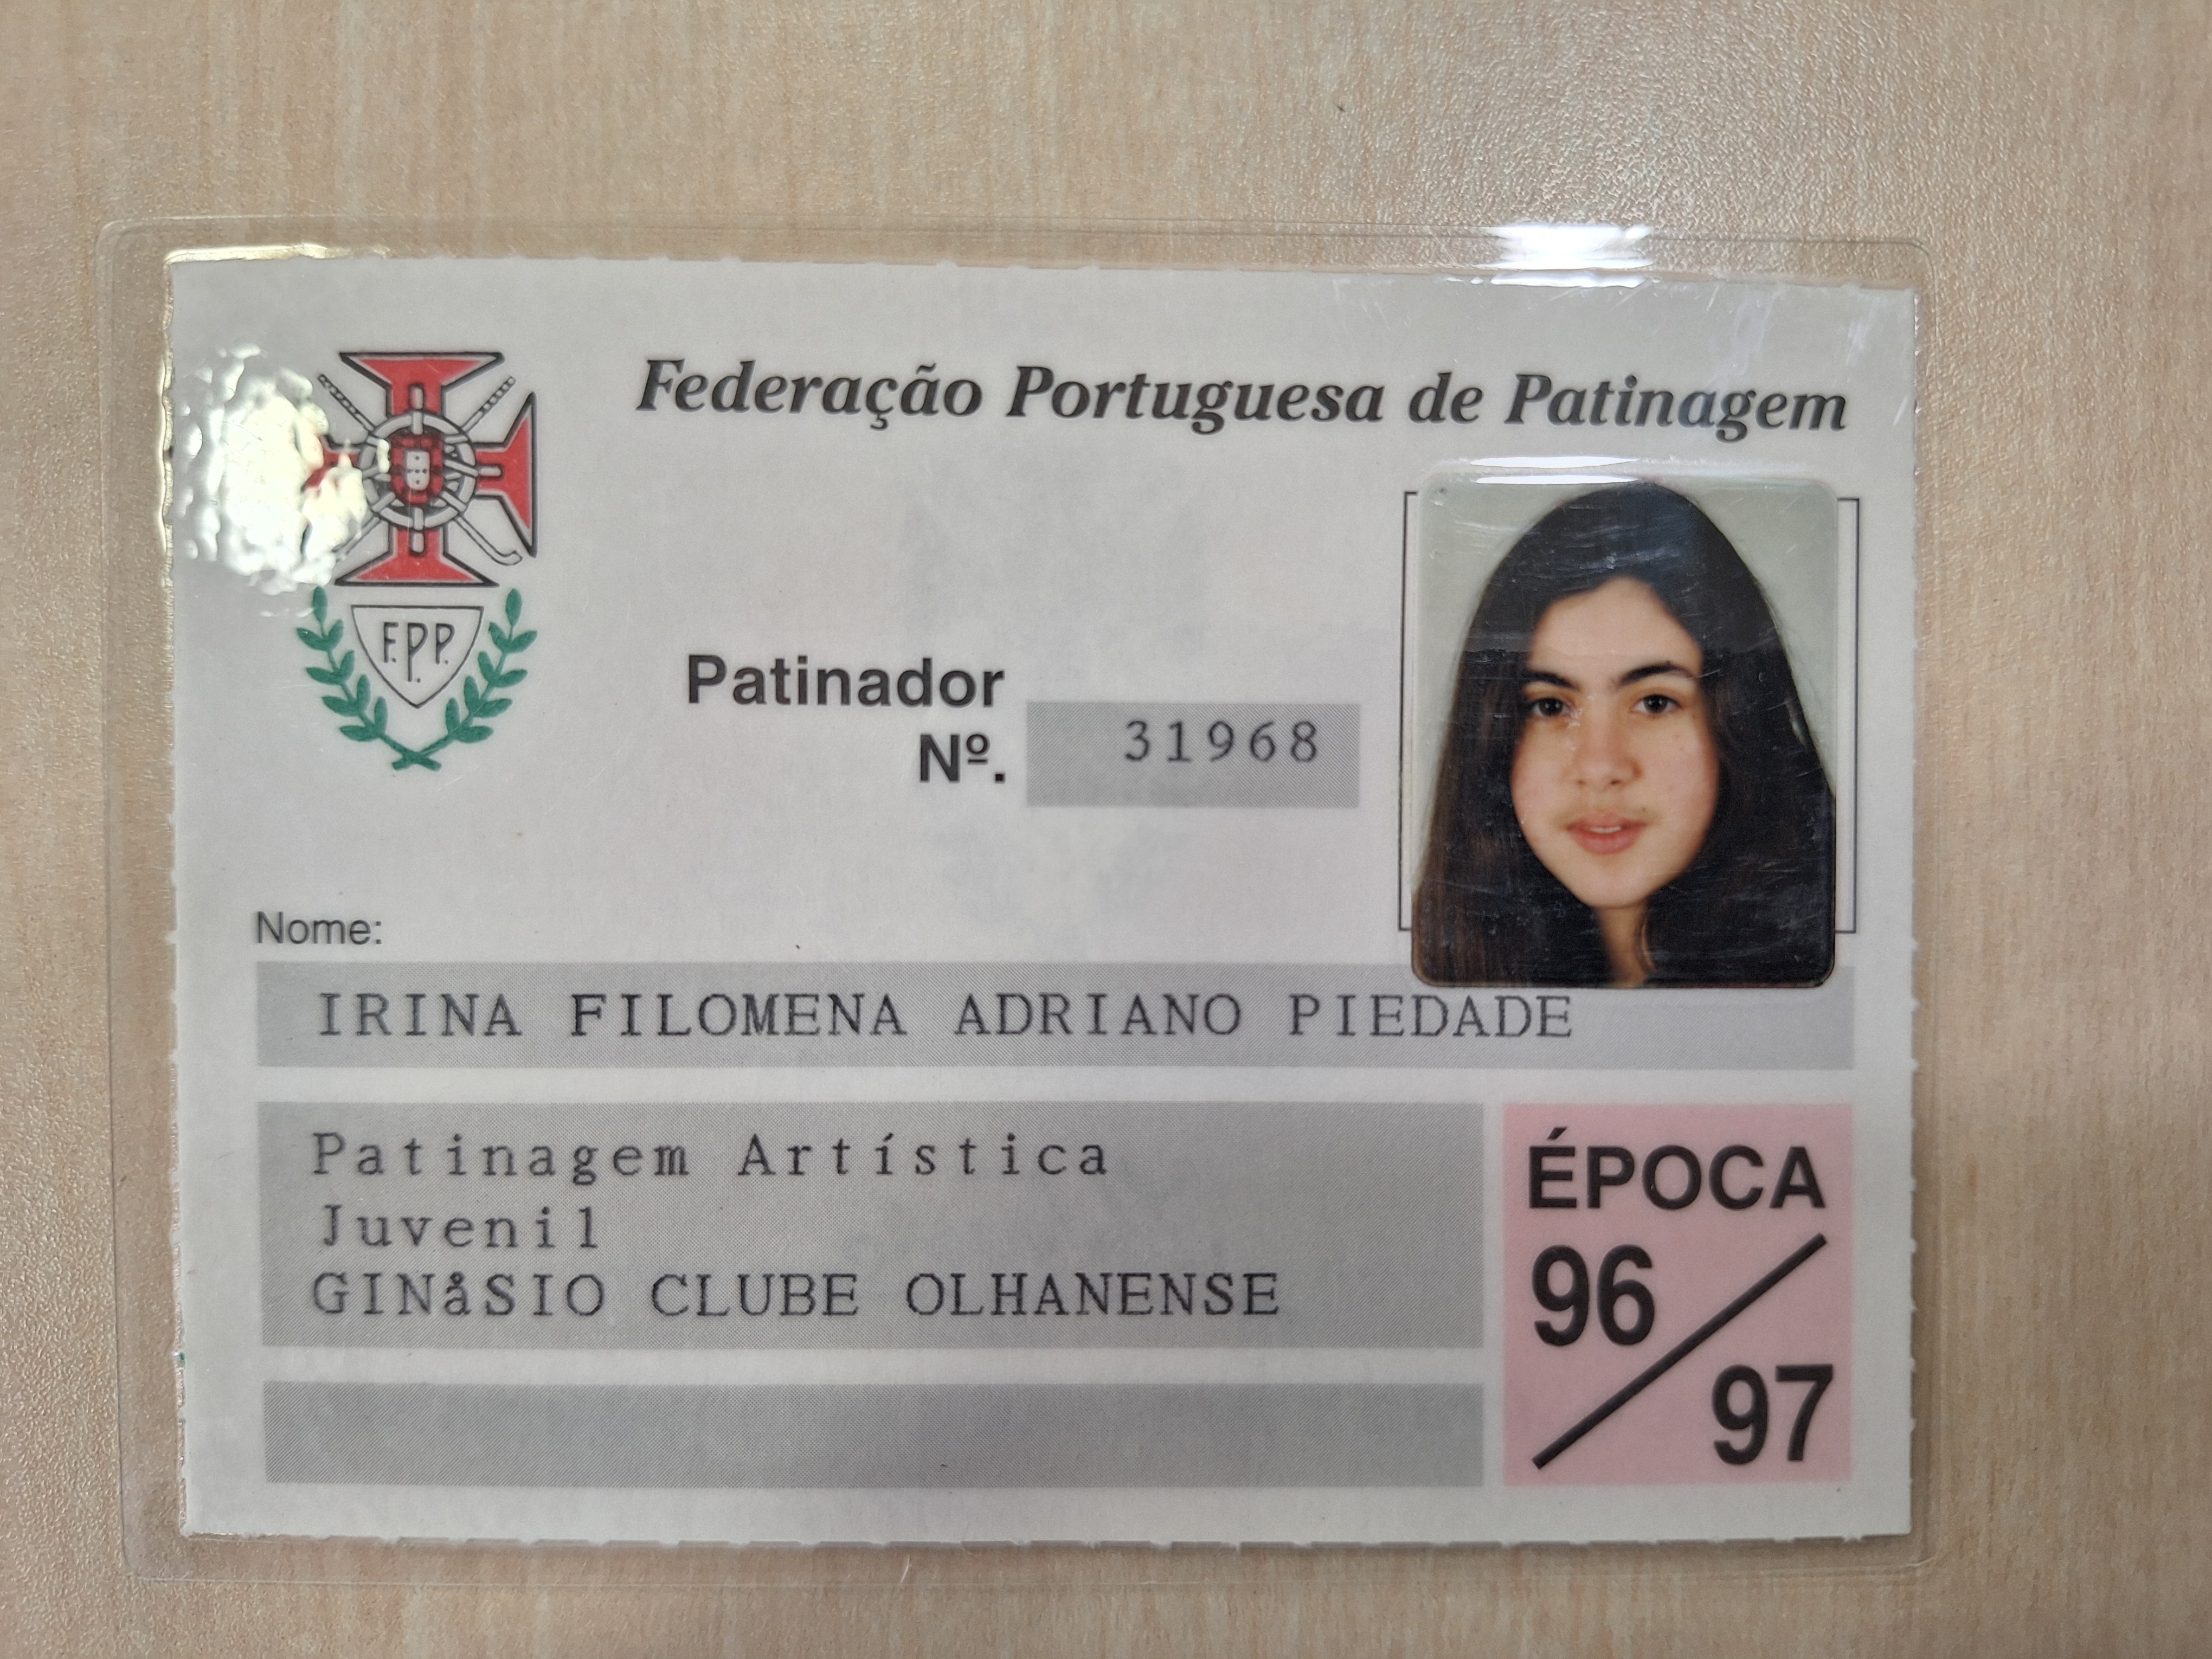 Federação Portuguesa de Patinagem
F.P.P.
Patinador
Nº. 31968
Nome:
IRINA FILOMENA ADRIANO PIEDADE
Patinagem Artística
Juvenil
GINåSIO CLUBE OLHANENSE
ÉPOCA
96/97